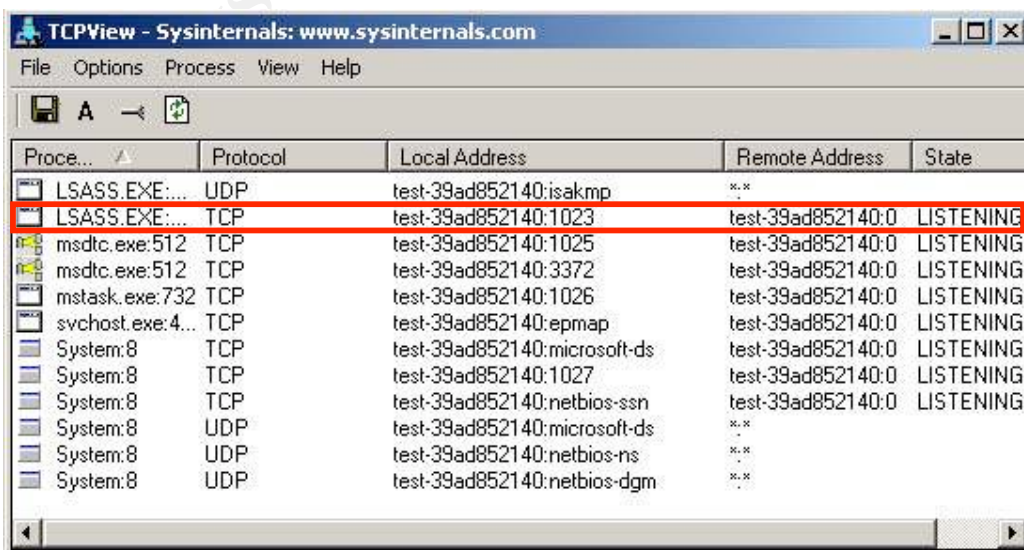 TCPView - Sysinternals: www.sysinternals.com
File Options Process View Help
A
Proce... Protocol Local Address Remote Address State
LSASS.EXE:... UDP test-39ad852140:isakmp *:*
LSASS.EXE:... TCP test-39ad852140:1023 test-39ad852140:0 LISTENING
msdtc.exe:512 TCP test-39ad852140:1025 test-39ad852140:0 LISTENING
msdtc.exe:512 TCP test-39ad852140:3372 test-39ad852140:0 LISTENING
mstask.exe:732 TCP test-39ad852140:1026 test-39ad852140:0 LISTENING
svchost.exe:4... TCP test-39ad852140:epmap test-39ad852140:0 LISTENING
System:8 TCP test-39ad852140:microsoft-ds test-39ad852140:0 LISTENING
System:8 TCP test-39ad852140:1027 test-39ad852140:0 LISTENING
System:8 TCP test-39ad852140:netbios-ssn test-39ad852140:0 LISTENING
System:8 UDP test-39ad852140:microsoft-ds *:*
System:8 UDP test-39ad852140:netbios-ns *:*
System:8 UDP test-39ad852140:netbios-dgm *:*